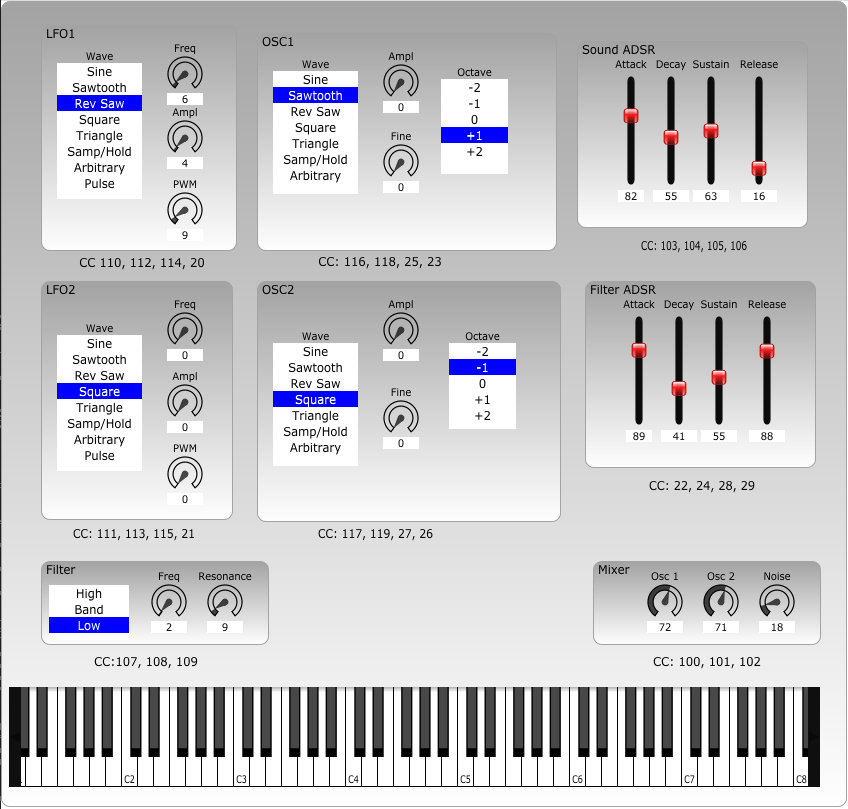 LFO1
Wave
Sine
Sawtooth
Rev Saw
Square
Triangle
Samp/Hold
Arbitrary
Pulse
Freq
6
Ampl
4
PWM
9
CC 110, 112, 114, 20
OSC1
Wave
Sine
Sawtooth
Rev Saw
Square
Triangle
Samp/Hold
Arbitrary
Ampl
0
Fine
0
Octave
-2
-1
0
+1
+2
CC: 116, 118, 25, 23
Sound ADSR
Attack Decay Sustain Release
82 55 63 16
CC: 103, 104, 105, 106
LFO2
Wave
Sine
Sawtooth
Rev Saw
Square
Triangle
Samp/Hold
Arbitrary
Pulse
Freq
0
Ampl
0
PWM
0
CC: 111, 113, 115, 21
OSC2
Wave
Sine
Sawtooth
Rev Saw
Square
Triangle
Samp/Hold
Arbitrary
Ampl
0
Fine
0
Octave
-2
-1
0
+1
+2
CC: 117, 119, 27, 26
Filter ADSR
Attack Decay Sustain Release
89 41 55 88
CC: 22, 24, 28, 29
Filter
High
Band
Low
Freq Resonance
2 9
CC:107, 108, 109
Mixer
Osc 1 Osc 2 Noise
72 71 18
CC: 100, 101, 102
C2 C3 C4 C5 C6 C7 C8